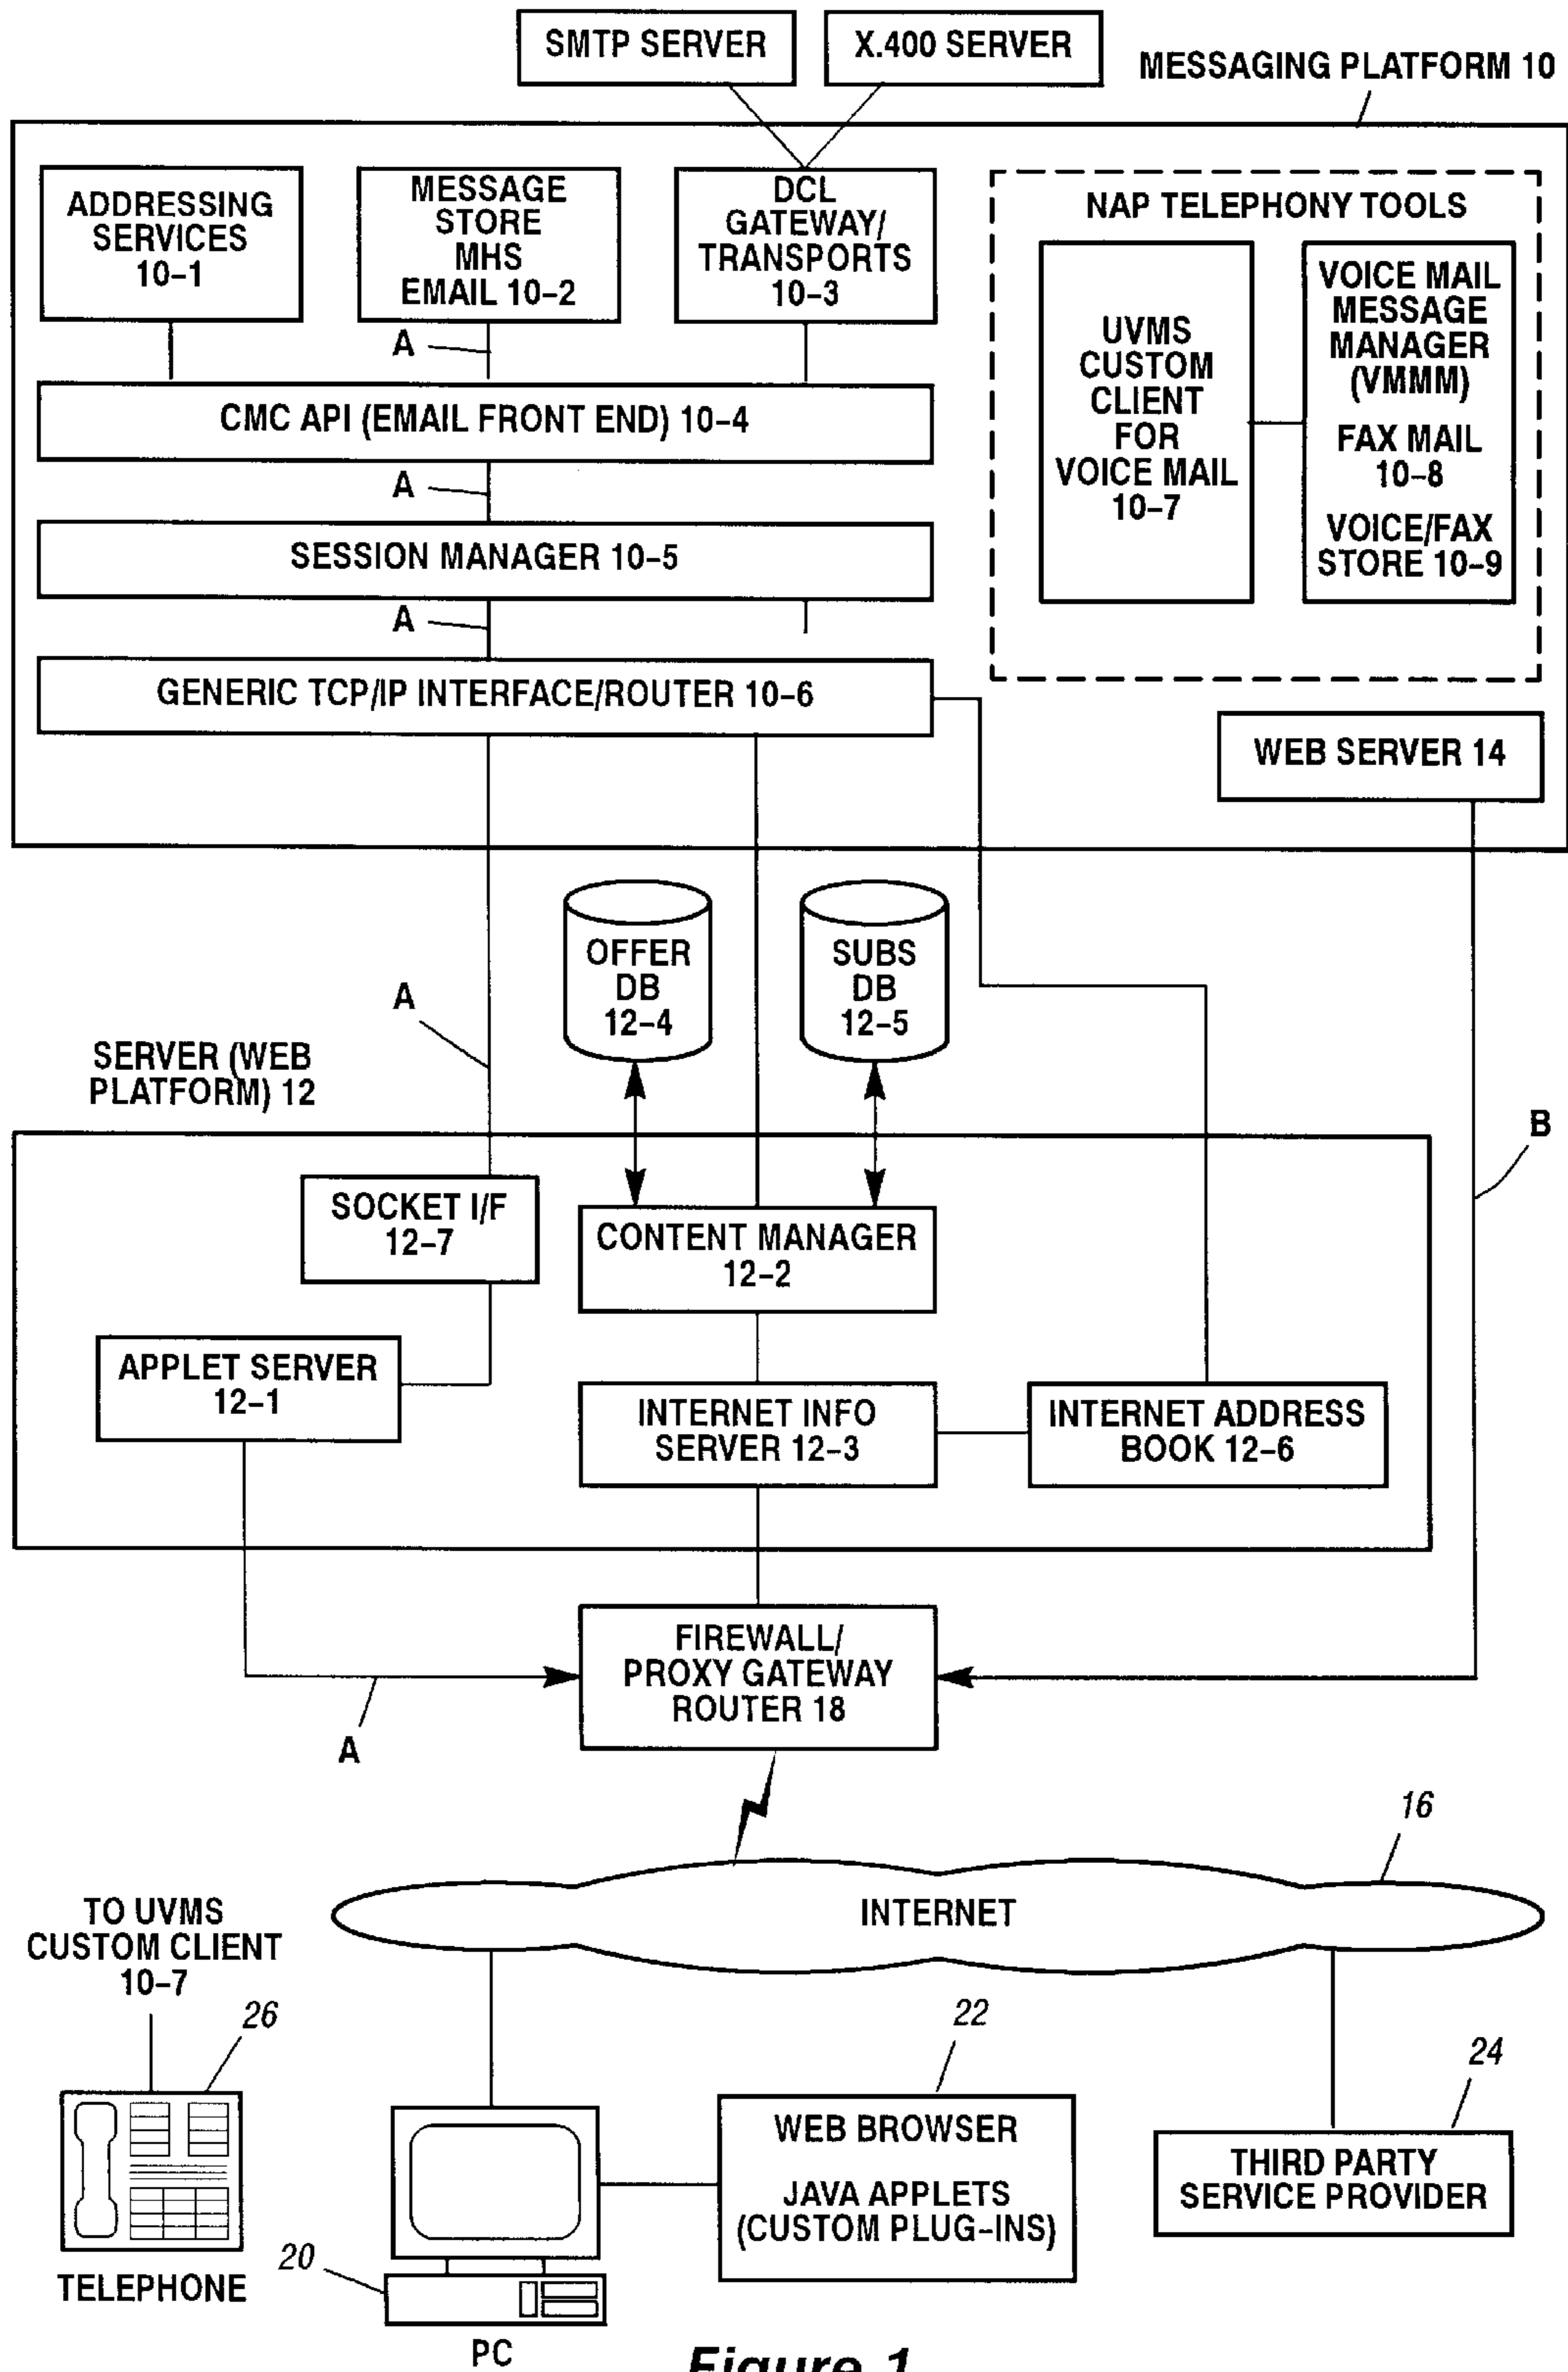 SMTP SERVER
X.400 SERVER
MESSAGING PLATFORM 10
ADDRESSING
SERVICES
10-1
MESSAGE
STORE
MHS
EMAIL 10-2
DCL
GATEWAY/
TRANSPORTS
10-3
NAP TELEPHONY TOOLS
UVMS
CUSTOM
CLIENT
FOR
VOICE MAIL
10-7
VOICE MAIL
MESSAGE
MANAGER
(VMMM)
FAX MAIL
10-8
VOICE/FAX
STORE 10-9
A
CMC API (EMAIL FRONT END) 10-4
A
SESSION MANAGER 10-5
A
GENERIC TCP/IP INTERFACE/ROUTER 10-6
WEB SERVER 14
OFFER
DB
12-4
SUBS
DB
12-5
A
SERVER (WEB
PLATFORM) 12
B
SOCKET I/F
12-7
CONTENT MANAGER
12-2
APPLET SERVER
12-1
INTERNET INFO
SERVER 12-3
INTERNET ADDRESS
BOOK 12-6
FIREWALL/
PROXY GATEWAY
ROUTER 18
A
16
INTERNET
TO UVMS
CUSTOM CLIENT
10-7
26
22
24
WEB BROWSER
JAVA APPLETS
(CUSTOM PLUG-INS)
THIRD PARTY
SERVICE PROVIDER
20
TELEPHONE
PC
Figure 1